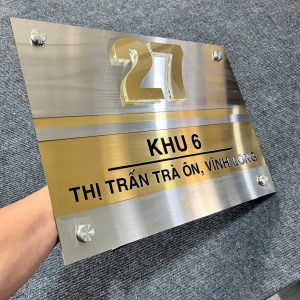 27
KHU 6
THỊ TRẤN TRÀ ÔN, VĨNH LONG